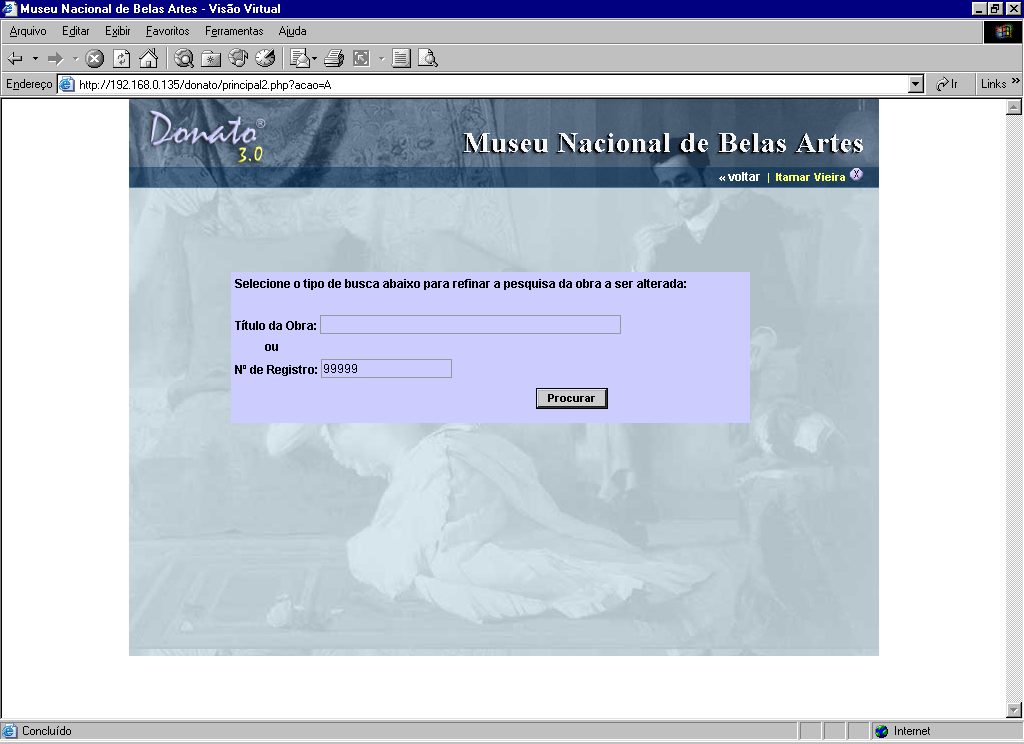 Museu Nacional de Belas Artes - Visão Virtual
Arquivo Editar Exibir Favoritos Ferramentas Ajuda
Endereço http://192.168.0.135/donato/principal2.php?acao=A Ir Links »
Donato® 3.0
Museu Nacional de Belas Artes
« voltar | Itamar Vieira X
Selecione o tipo de busca abaixo para refinar a pesquisa da obra a ser alterada:
Título da Obra:
ou
Nº de Registro: 99999
Procurar
Concluído Internet